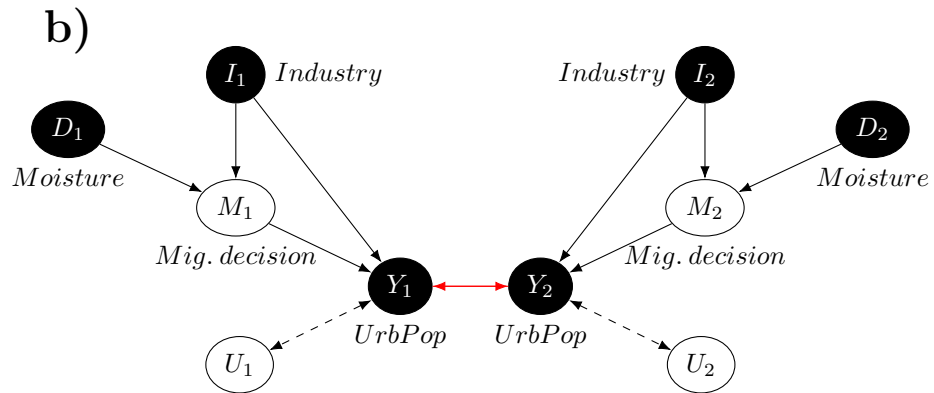 b)
I₁ Industry
Industry I₂
D₁
D₂
Moisture
Moisture
M₁
M₂
Mig. decision
Mig. decision
Y₁
Y₂
UrbPop
UrbPop
U₁
U₂